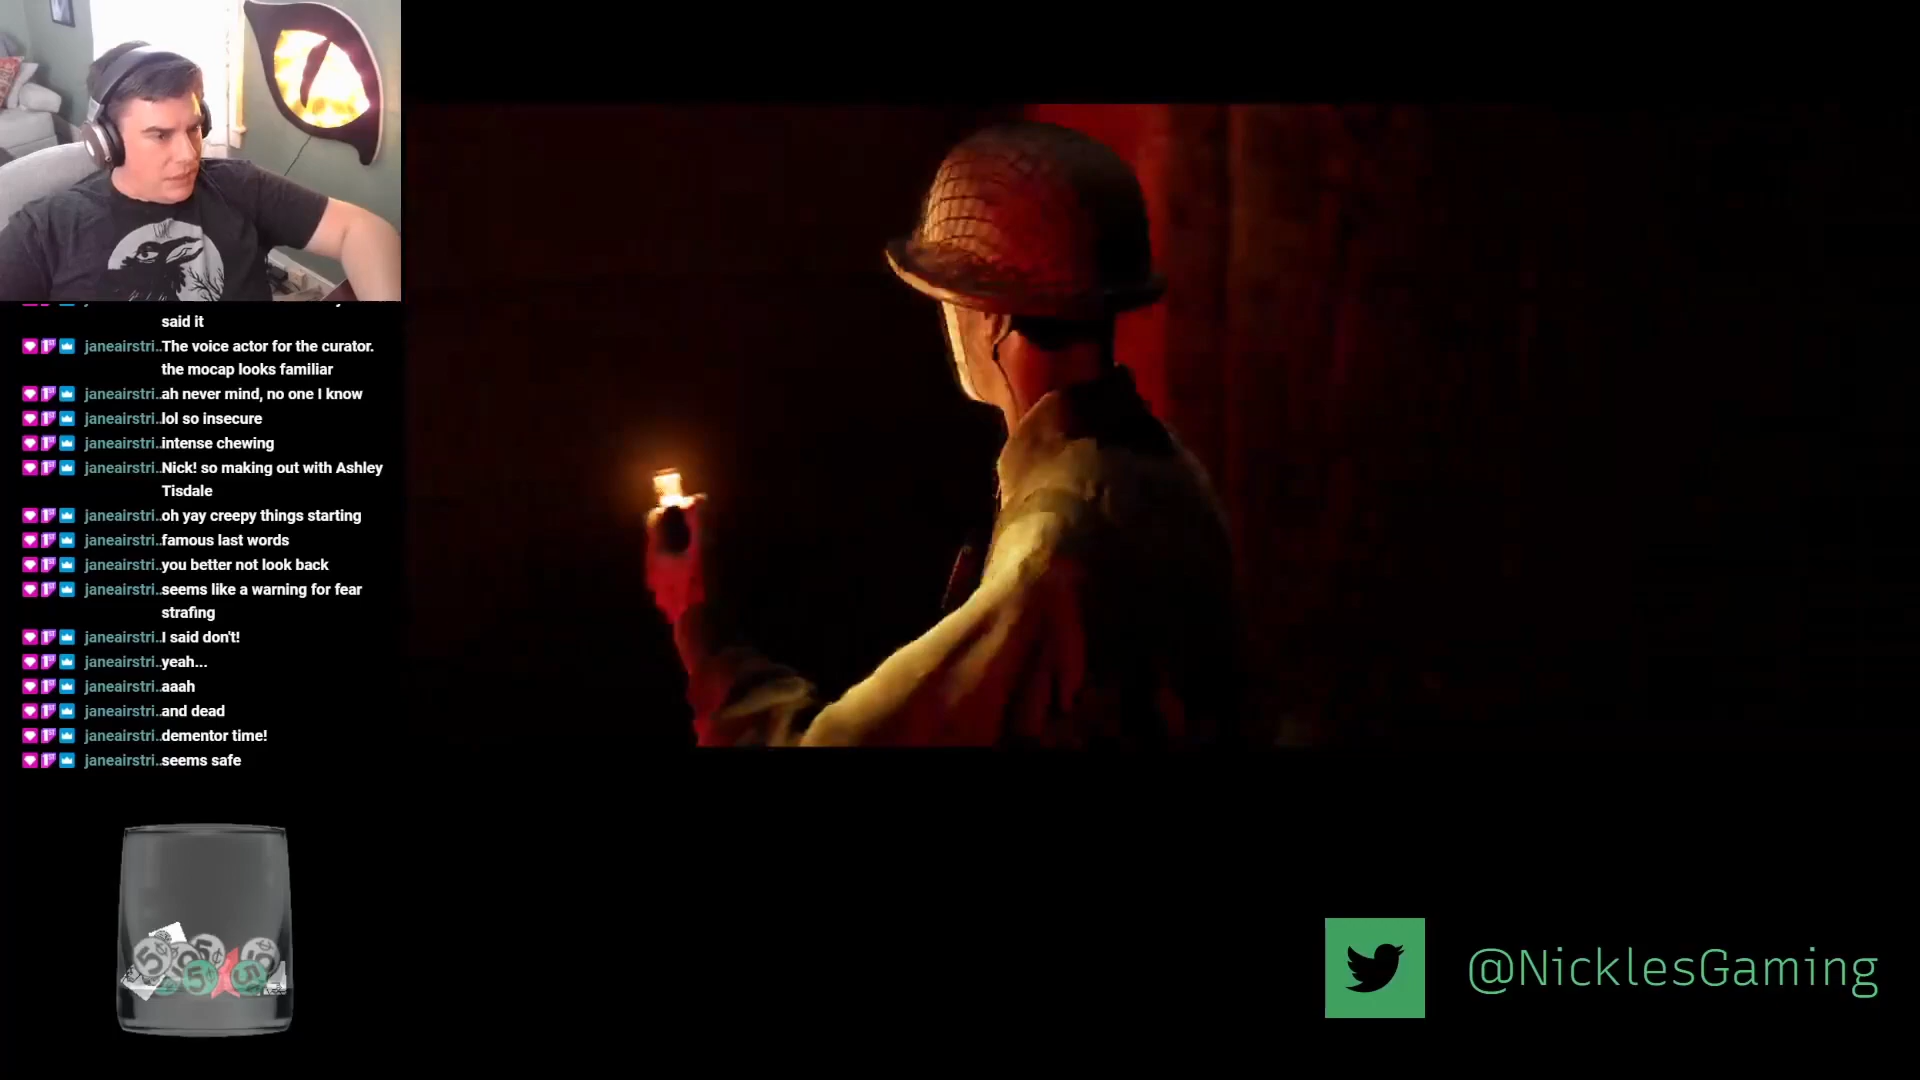 said it
janeairstri..The voice actor for the curator.
the mocap looks familiar
janeairstri..ah never mind, no one I know
janeairstri..lol so insecure
janeairstri..intense chewing
janeairstri..Nick! so making out with Ashley
Tisdale
janeairstri..oh yay creepy things starting
janeairstri..famous last words
janeairstri..you better not look back
janeairstri..seems like a warning for fear
strafing
janeairstri..I said don't!
janeairstri..yeah...
janeairstri..aaah
janeairstri..and dead
janeairstri..dementor time!
janeairstri..seems safe
5¢
5¢
5¢
@NicklesGaming